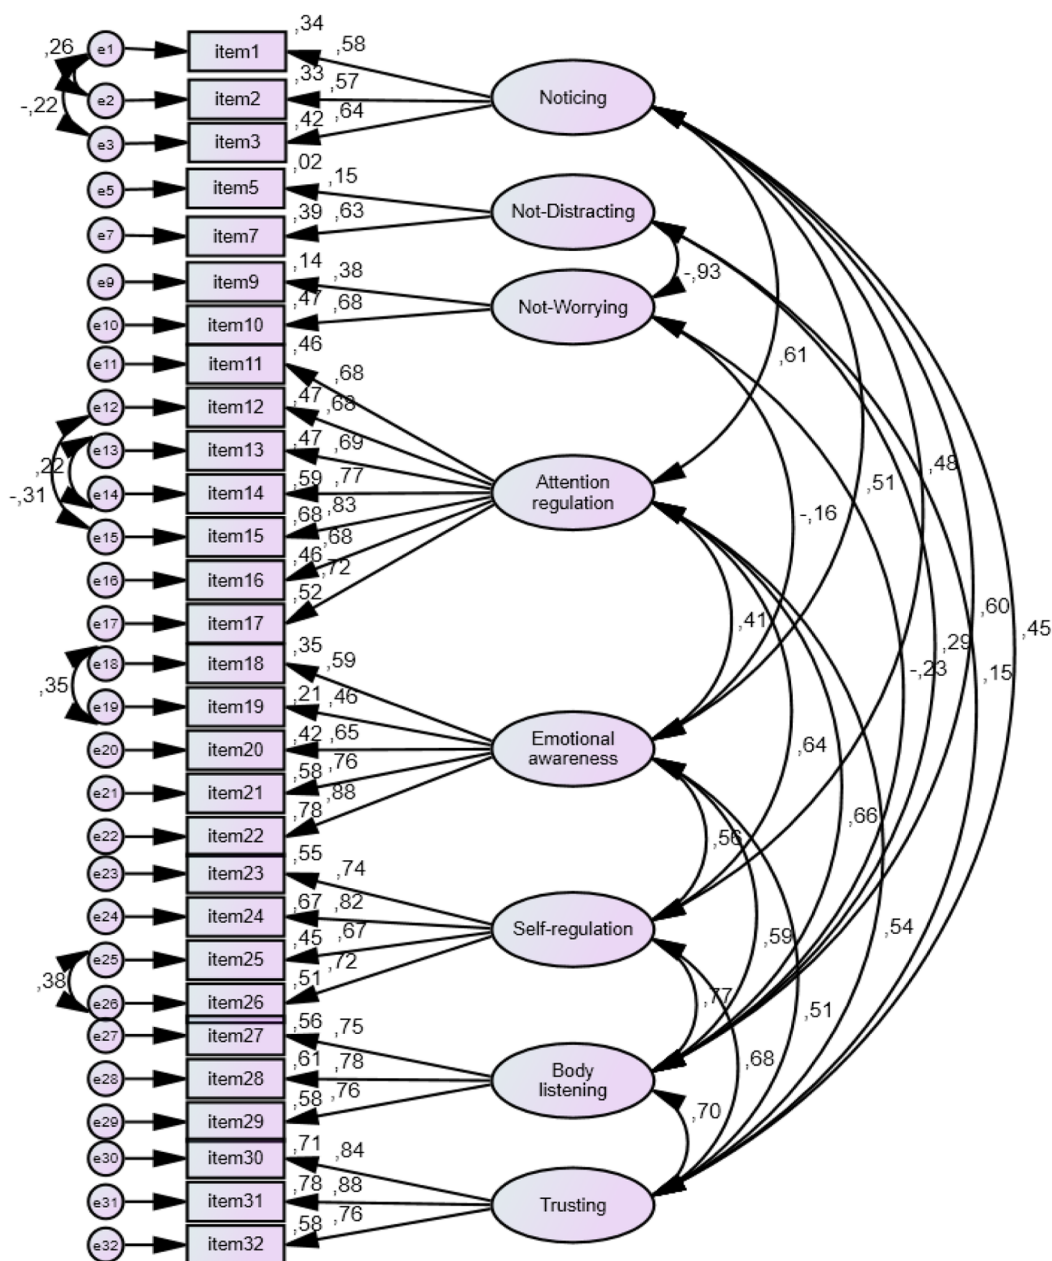 ,34
,26 e1 item1 ,58
,33 ,57
e2 item2 Noticing
-,22
,42 ,64
e3 item3
,02
e5 item5 ,15
Not-Distracting
,39 ,63
e7 item7
,14 ,38
-,93
e9 item9
,47 ,68
Not-Worrying
e10 item10
,46
,61
e11 item11 ,68
,47 ,68
e12 item12
,47 ,69
e13 item13
,22
,48
,59 ,77
Attention
regulation
,51
-,31 e14 item14
,68 ,83
-,16
e15 item15
,68
,46 ,72
e16 item16
,52
,60
e17 item17
,41
,45
,35 ,59
,29
e18 item18
-,23
,15
,35
,21 ,46
e19 item19
,42 ,65
Emotional
awareness
,64
e20 item20
,58 ,76
e21 item21
,88
,78
,66
e22 item22
,56
,55
e23 item23 ,74
,67 ,82
e24 item24
Self-regulation
,54
,45 ,67
,59
e25 item25
,72
,38
,51
,77
e26 item26
,51
,56 ,75
e27 item27
,61 ,78
,68
e28 item28
Body
listening
,58 ,76
,70
e29 item29
,71 ,84
e30 item30
,78 ,88
e31 item31 Trusting
,58 ,76
e32 item32